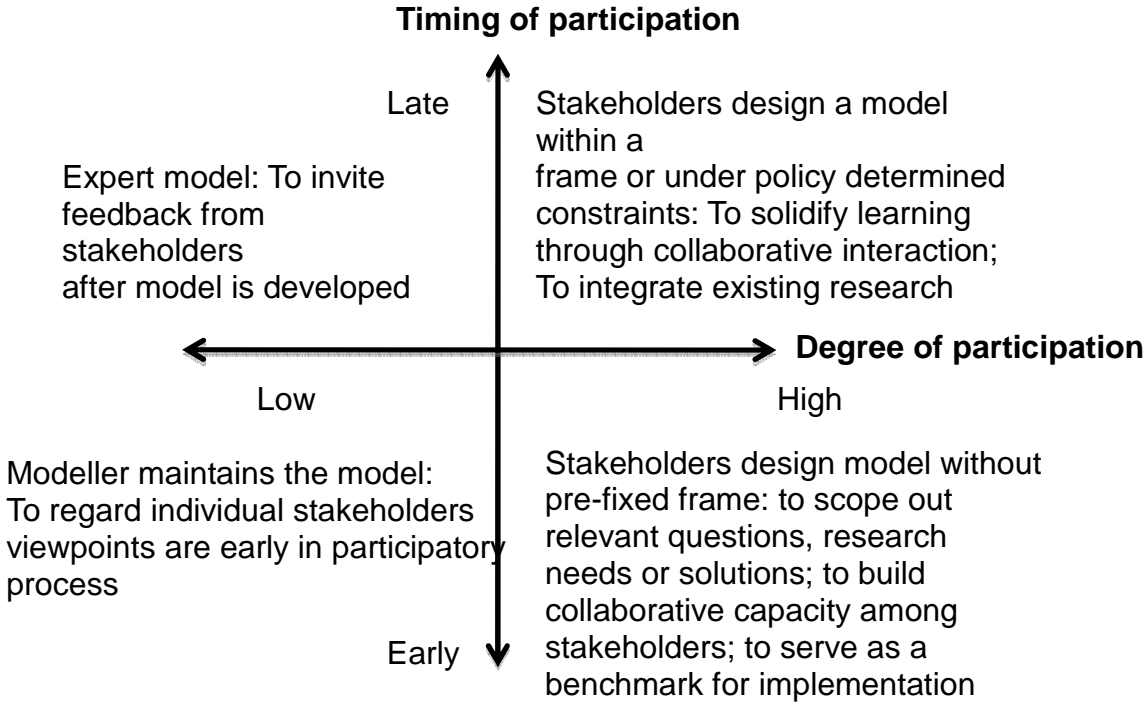 Timing of participation
Late
Stakeholders design a model
within a
frame or under policy determined
constraints: To solidify learning
through collaborative interaction;
To integrate existing research
Expert model: To invite
feedback from
stakeholders
after model is developed
Degree of participation
Low
High
Modeller maintains the model:
To regard individual stakeholders
viewpoints are early in participatory
process
Stakeholders design model without
pre-fixed frame: to scope out
relevant questions, research
needs or solutions; to build
collaborative capacity among
stakeholders; to serve as a
benchmark for implementation
Early